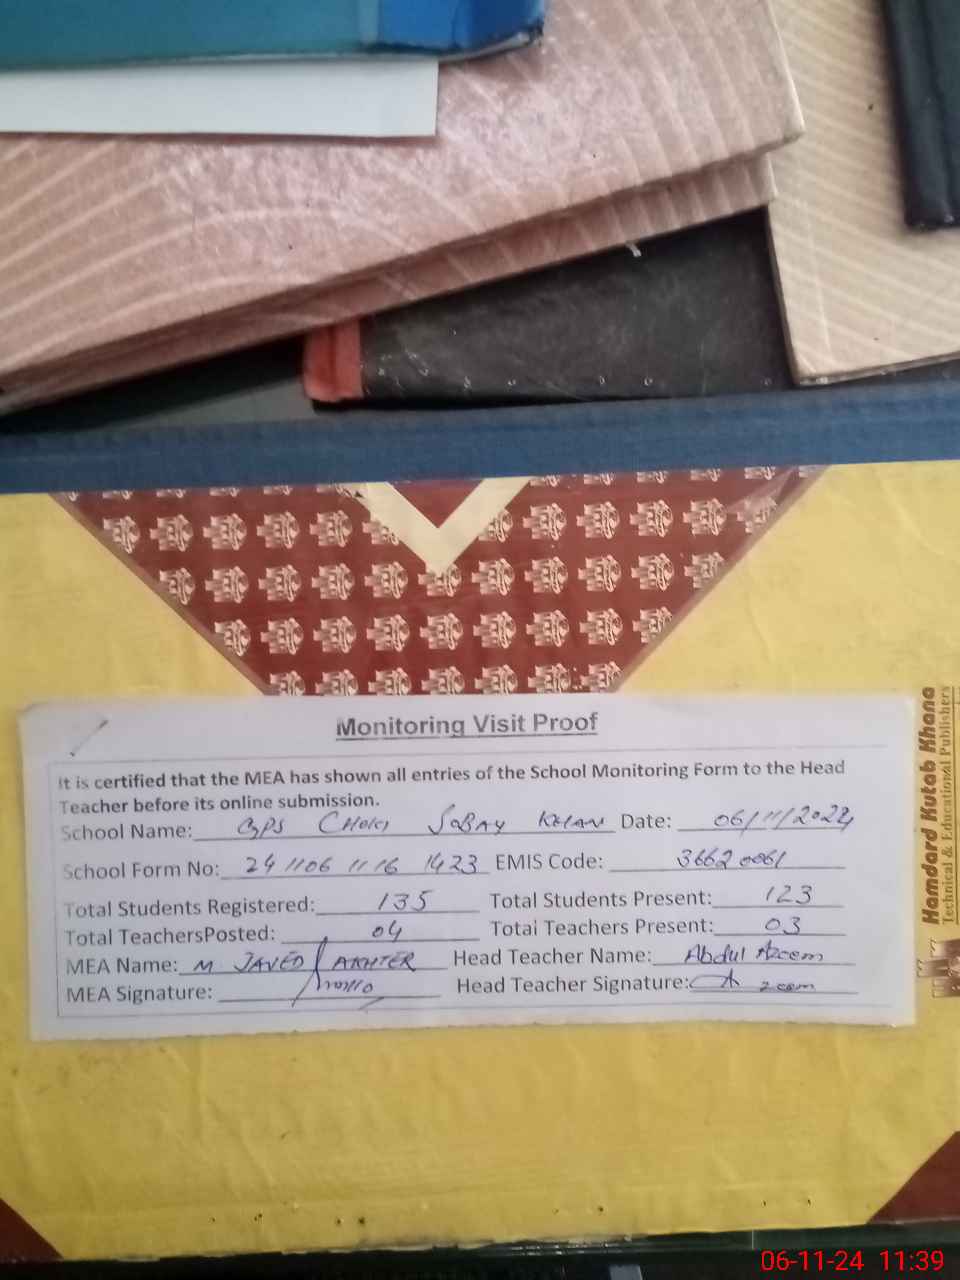 Monitoring Visit Proof
It is certified that the MEA has shown all entries of the School Monitoring Form to the Head
Teacher before its online submission.
School Name: GPS CHOKI SOBAY KHAN Date: 06/11/2024
School Form No: 24 1106 11 16 1423 EMIS Code: 36620061
Total Students Registered: 135 Total Students Present: 123
Total TeachersPosted: 04 Total Teachers Present: 03
MEA Name: M JAVED AKHTER Head Teacher Name: Abdul Azeem
MEA Signature: Head Teacher Signature: Azeem
Hamdard Kutab Khana
Technical & Educational Publishers
06-11-24 11:39